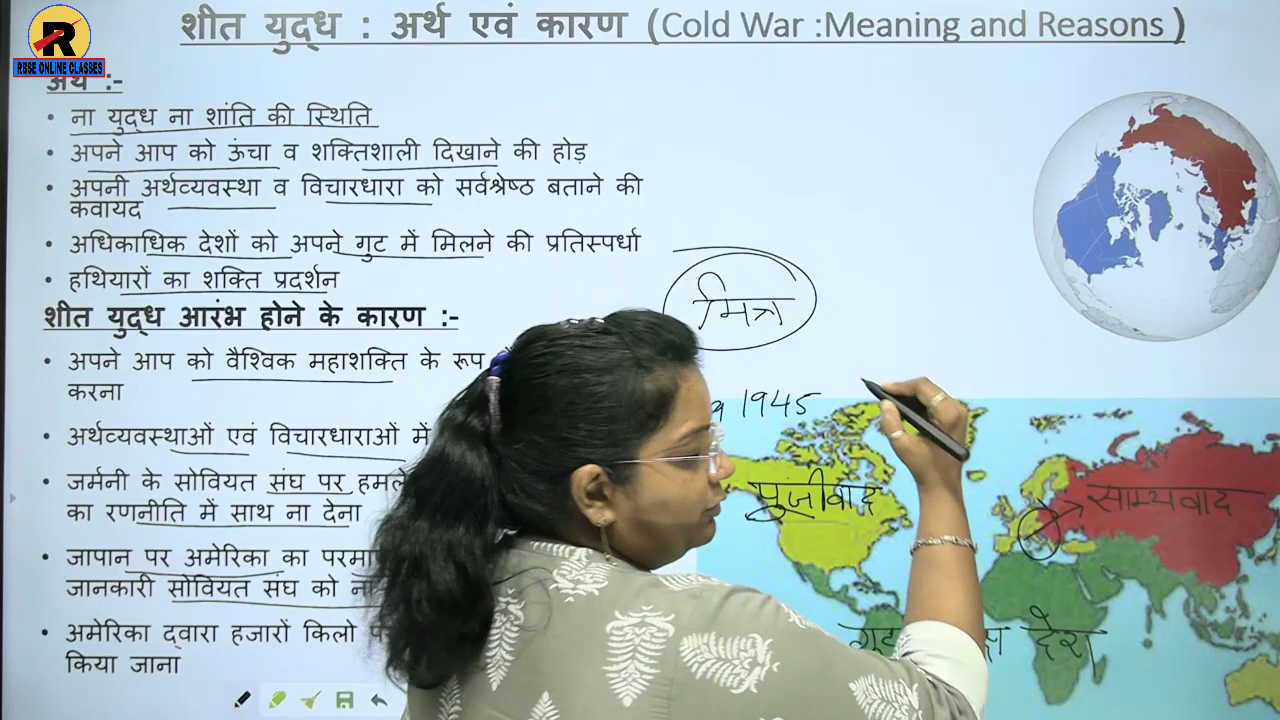 शीत युद्ध : अर्थ एवं कारण (Cold War :Meaning and Reasons )
R
RBSE ONLINE CLASSES
अर्थ :-
• ना युद्ध ना शांति की स्थिति
• अपने आप को ऊंचा व शक्तिशाली दिखाने की होड़
• अपनी अर्थव्यवस्था व विचारधारा को सर्वश्रेष्ठ बताने की
कवायद
• अधिकाधिक देशों को अपने गुट में मिलने की प्रतिस्पर्धा
• हथियारों का शक्ति प्रदर्शन
शीत युद्ध आरंभ होने के कारण :-
• अपने आप को वैश्विक महाशक्ति के रूप
करना
• अर्थव्यवस्थाओं एवं विचारधाराओं में
• जर्मनी के सोवियत संघ पर
का रणनीति में साथ ना देना
• जापान पर अमेरिका का
जानकारी सोवियत संघ को
• अमेरिका द्वारा हजारों किलो
किया जाना
मित्र
1945
पूंजीवाद
साम्यवाद
देश